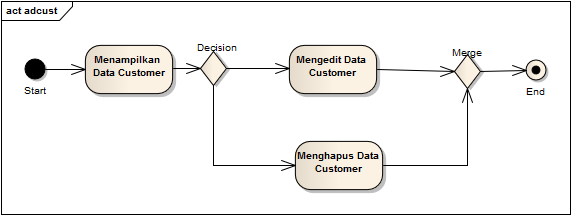 act adcust
Start
Menampilkan
Data Customer
Decision
Mengedit Data
Customer
Menghapus Data
Customer
Merge
End